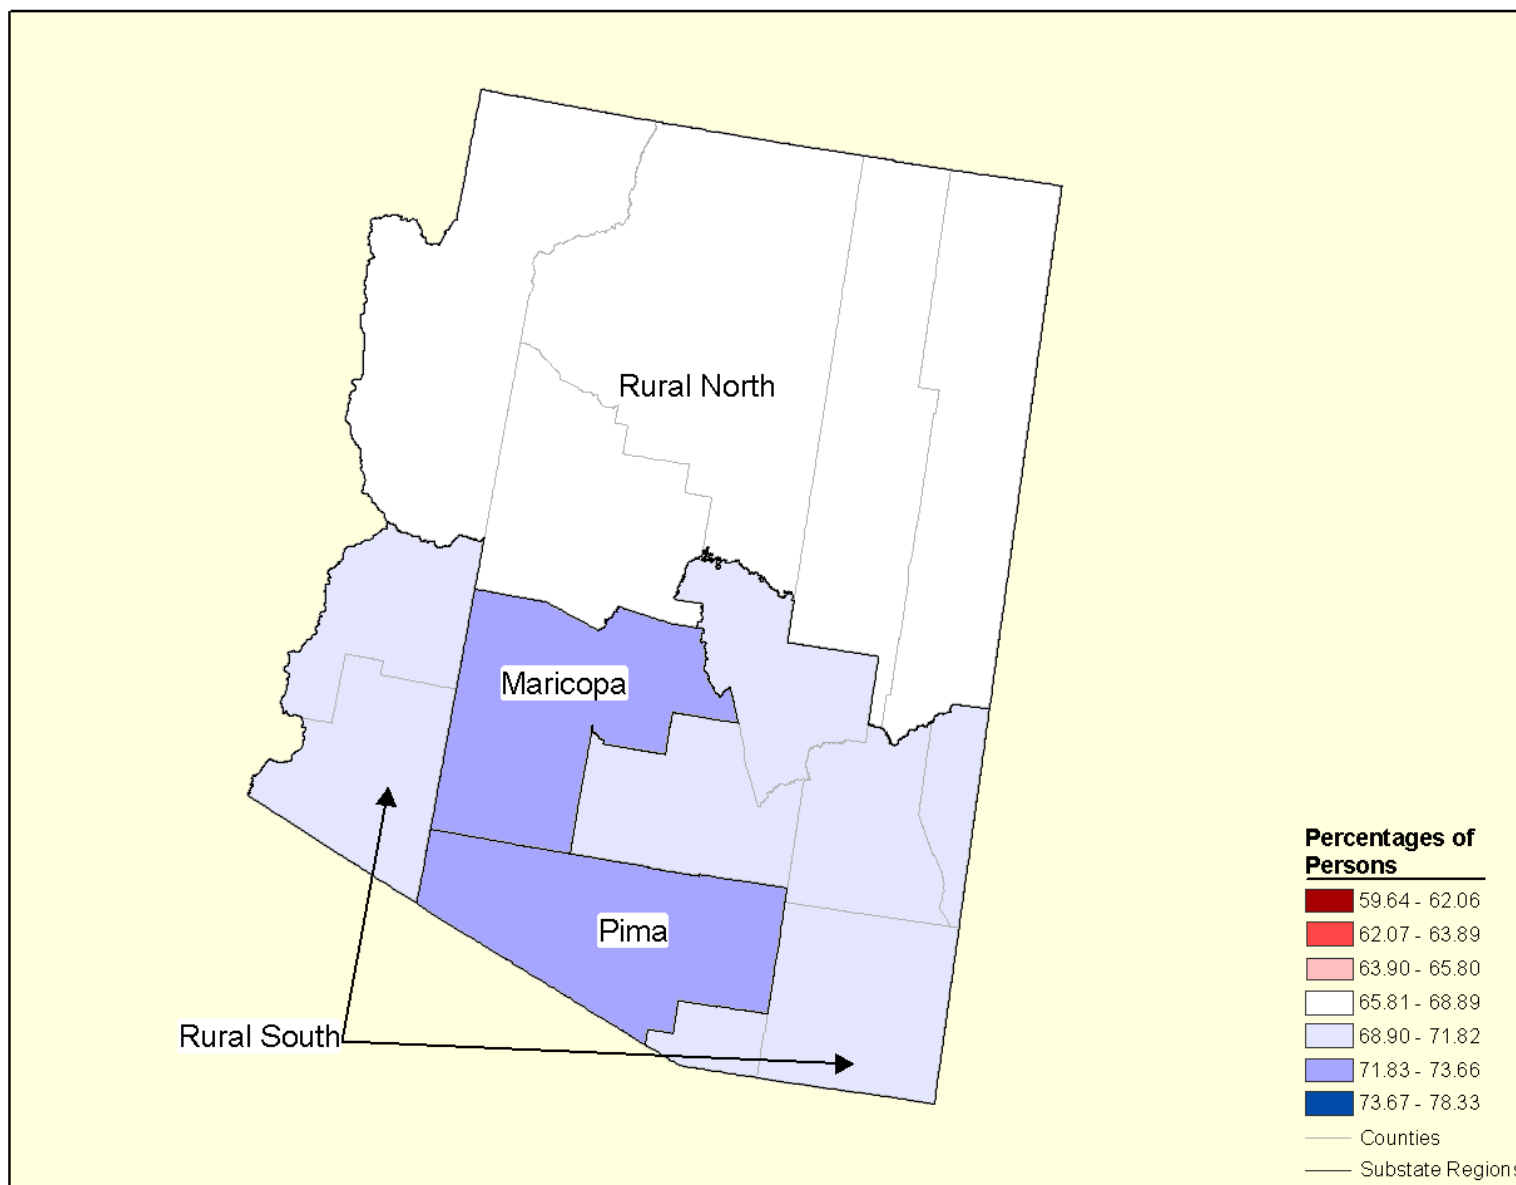 Rural North
Maricopa
Pima
Rural South
Percentages of
Persons
59.64 - 62.06
62.07 - 63.89
63.90 - 65.80
65.81 - 68.89
68.90 - 71.82
71.83 - 73.66
73.67 - 78.33
Counties
Substate Regions